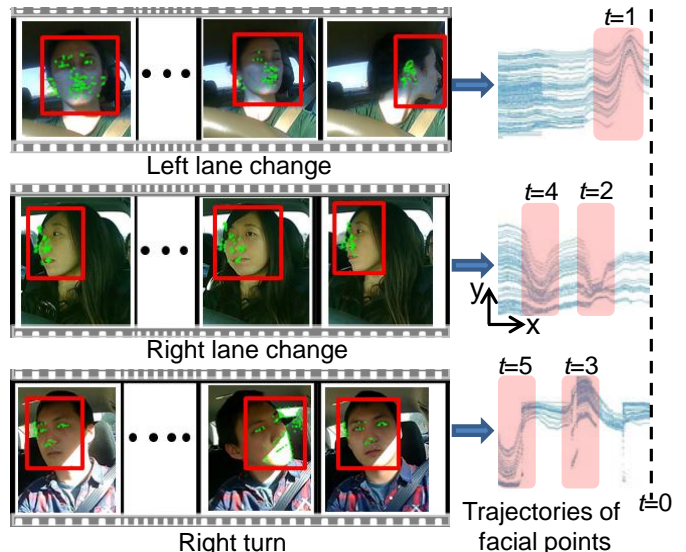 t=1
Left lane change
t=4
t=2
y
x
Right lane change
t=5
t=3
t=0
Trajectories of
facial points
Right turn